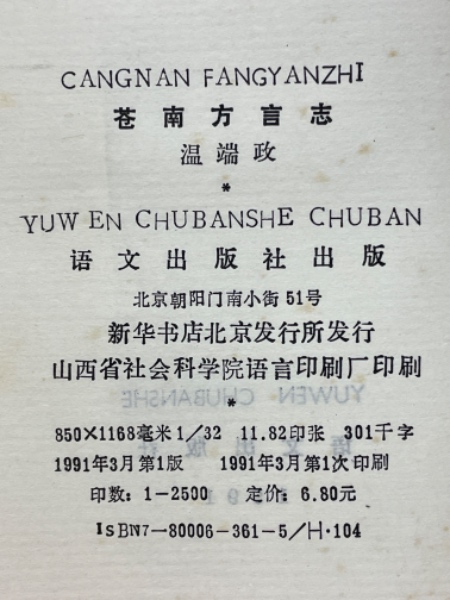 CANGNAN FANGYANZHI
苍南方言志
温端政
*
YUWEN CHUBANSHE CHUBAN
语文出版社出版
北京朝阳门南小街51号
新华书店北京发行所发行
山西省社会科学院语言印刷厂印刷
*
850×1168毫米1/32 11.82印张 301千字
1991年3月第1版 1991年3月第1次印刷
印数：1-2500 定价：6.80元
ISBN7-80006-361-5/H·104